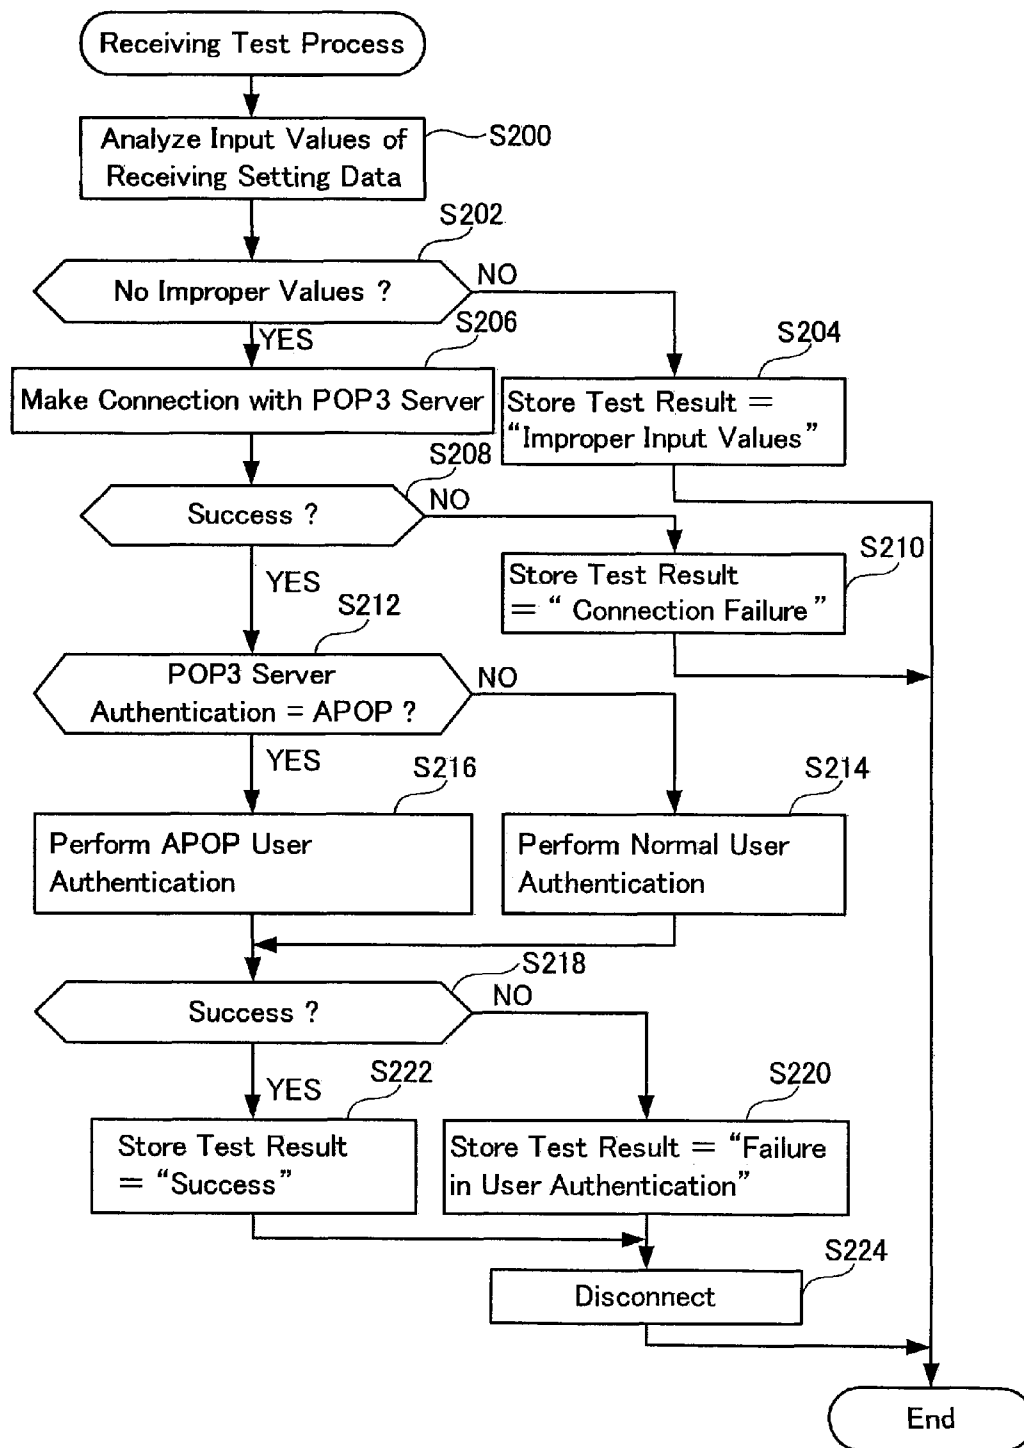 Receiving Test Process
Analyze Input Values of
Receiving Setting Data
S200
S202
No Improper Values ?
NO
YES
S206
S204
Make Connection with POP3 Server
Store Test Result =
“Improper Input Values”
S208
Success ?
NO
YES
S210
Store Test Result
= “ Connection Failure”
S212
POP3 Server
Authentication = APOP ?
NO
YES
S216
S214
Perform APOP User
Authentication
Perform Normal User
Authentication
S218
Success ?
NO
YES
S222
S220
Store Test Result
= “Success”
Store Test Result = “Failure
in User Authentication”
S224
Disconnect
End